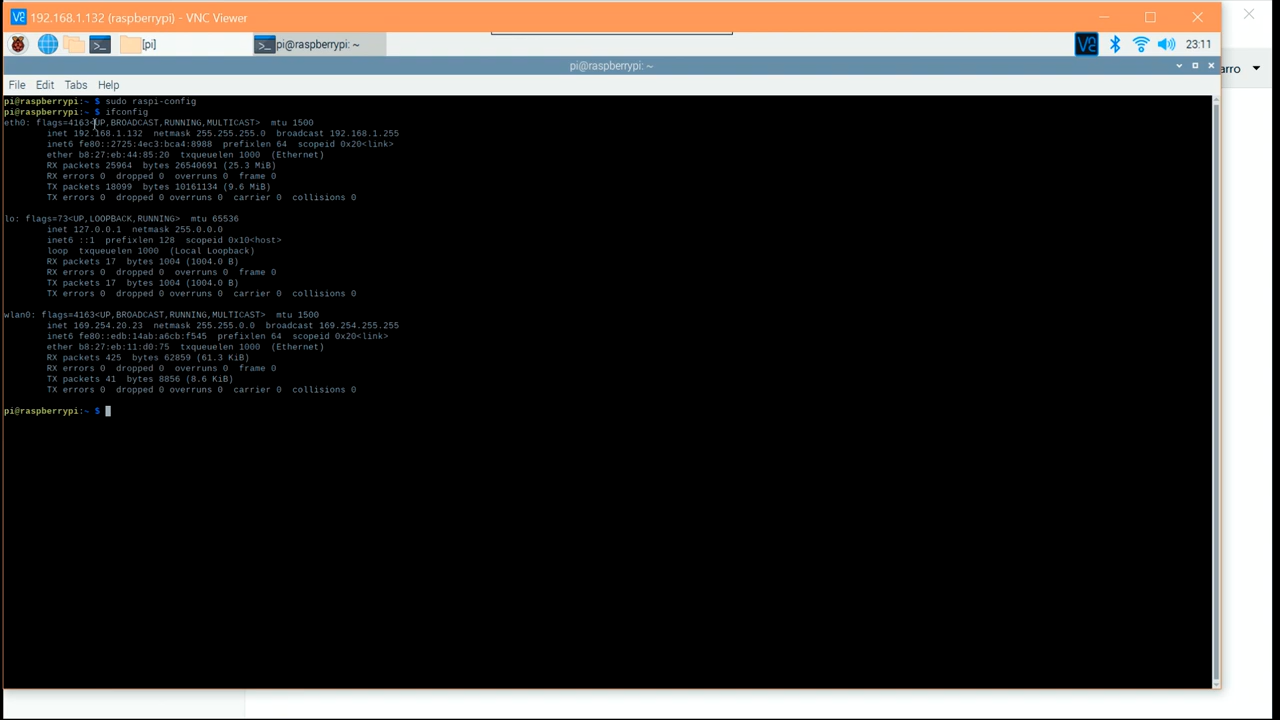 192.168.1.132 (raspberrypi) - VNC Viewer
[pi]
pi@raspberrypi: ~
23:11
arro
pi@raspberrypi: ~
File Edit Tabs Help
pi@raspberrypi:~ $ sudo raspi-config
pi@raspberrypi:~ $ ifconfig
eth0: flags=4163<UP,BROADCAST,RUNNING,MULTICAST>  mtu 1500
inet 192.168.1.132  netmask 255.255.255.0  broadcast 192.168.1.255
inet6 fe80::2725:4ec3:bca4:8988  prefixlen 64  scopeid 0x20<link>
ether b8:27:eb:44:85:20  txqueuelen 1000  (Ethernet)
RX packets 25964  bytes 26540691 (25.3 MiB)
RX errors 0  dropped 0  overruns 0  frame 0
TX packets 18099  bytes 10161134 (9.6 MiB)
TX errors 0  dropped 0 overruns 0  carrier 0  collisions 0
lo: flags=73<UP,LOOPBACK,RUNNING>  mtu 65536
inet 127.0.0.1  netmask 255.0.0.0
inet6 ::1  prefixlen 128  scopeid 0x10<host>
loop  txqueuelen 1000  (Local Loopback)
RX packets 17  bytes 1004 (1004.0 B)
RX errors 0  dropped 0  overruns 0  frame 0
TX packets 17  bytes 1004 (1004.0 B)
TX errors 0  dropped 0 overruns 0  carrier 0  collisions 0
wlan0: flags=4163<UP,BROADCAST,RUNNING,MULTICAST>  mtu 1500
inet 169.254.20.23  netmask 255.255.0.0  broadcast 169.254.255.255
inet6 fe80::edb:14ab:a6cb:f545  prefixlen 64  scopeid 0x20<link>
ether b8:27:eb:11:d0:75  txqueuelen 1000  (Ethernet)
RX packets 425  bytes 62859 (61.3 KiB)
RX errors 0  dropped 0  overruns 0  frame 0
TX packets 41  bytes 8856 (8.6 KiB)
TX errors 0  dropped 0 overruns 0  carrier 0  collisions 0
pi@raspberrypi:~ $